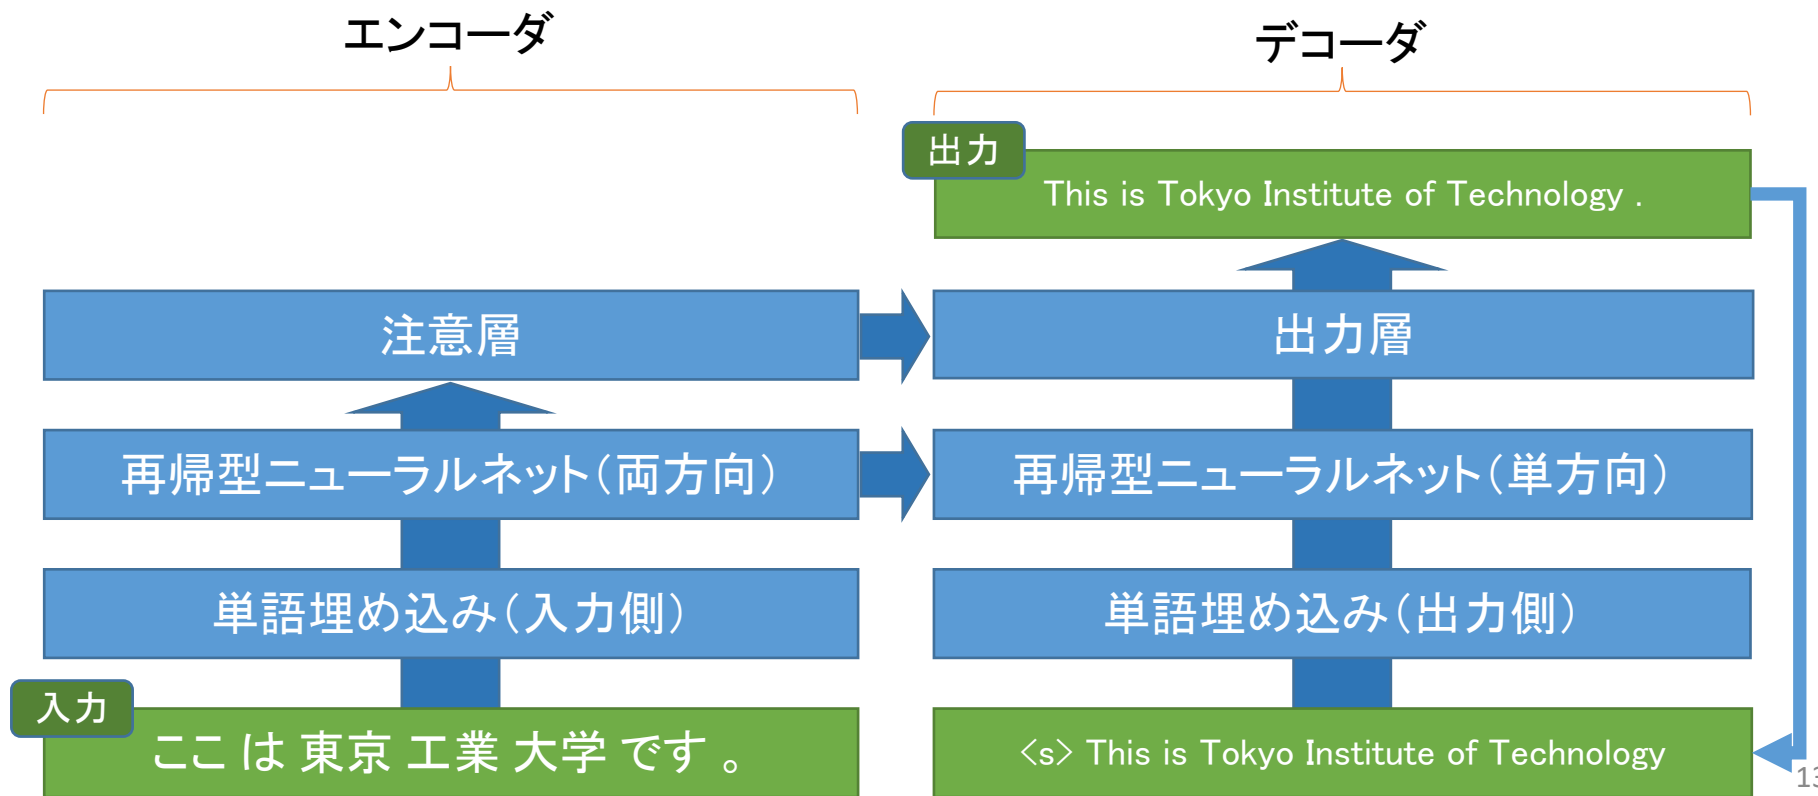 エンコーダ
デコーダ
出力
This is Tokyo Institute of Technology .
注意層
出力層
再帰型ニューラルネット（両方向）
再帰型ニューラルネット（単方向）
単語埋め込み（入力側）
単語埋め込み（出力側）
入力
ここ は 東京 工業 大学 です 。
<s> This is Tokyo Institute of Technology